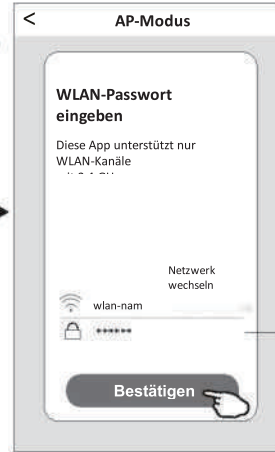 <
AP-Modus
WLAN-Passwort
eingeben
Diese App unterstützt nur
WLAN-Kanäle
Netzwerk
wechseln
wlan-nam
******
Bestätigen